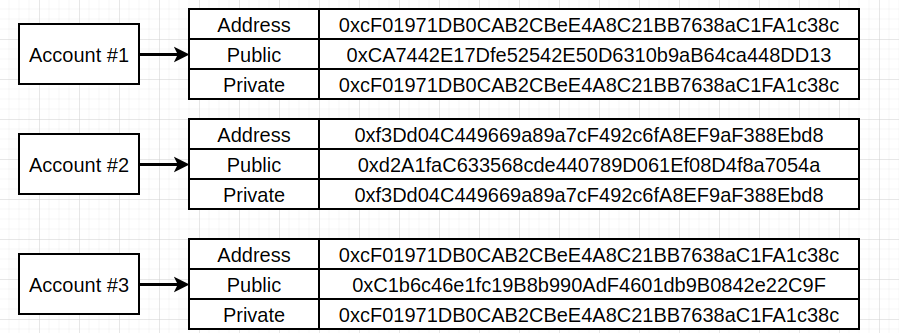 Address 0xcF01971DB0CAB2CBeE4A8C21BB7638aC1FA1c38c
Account #1 Public 0xCA7442E17Dfe52542E50D6310b9aB64ca448DD13
Private 0xcF01971DB0CAB2CBeE4A8C21BB7638aC1FA1c38c
Address 0xf3Dd04C449669a89a7cF492c6fA8EF9aF388Ebd8
Account #2 Public 0xd2A1faC633568cde440789D061Ef08D4f8a7054a
Private 0xf3Dd04C449669a89a7cF492c6fA8EF9aF388Ebd8
Address 0xcF01971DB0CAB2CBeE4A8C21BB7638aC1FA1c38c
Account #3 Public 0xC1b6c46e1fc19B8b990AdF4601db9B0842e22C9F
Private 0xcF01971DB0CAB2CBeE4A8C21BB7638aC1FA1c38c